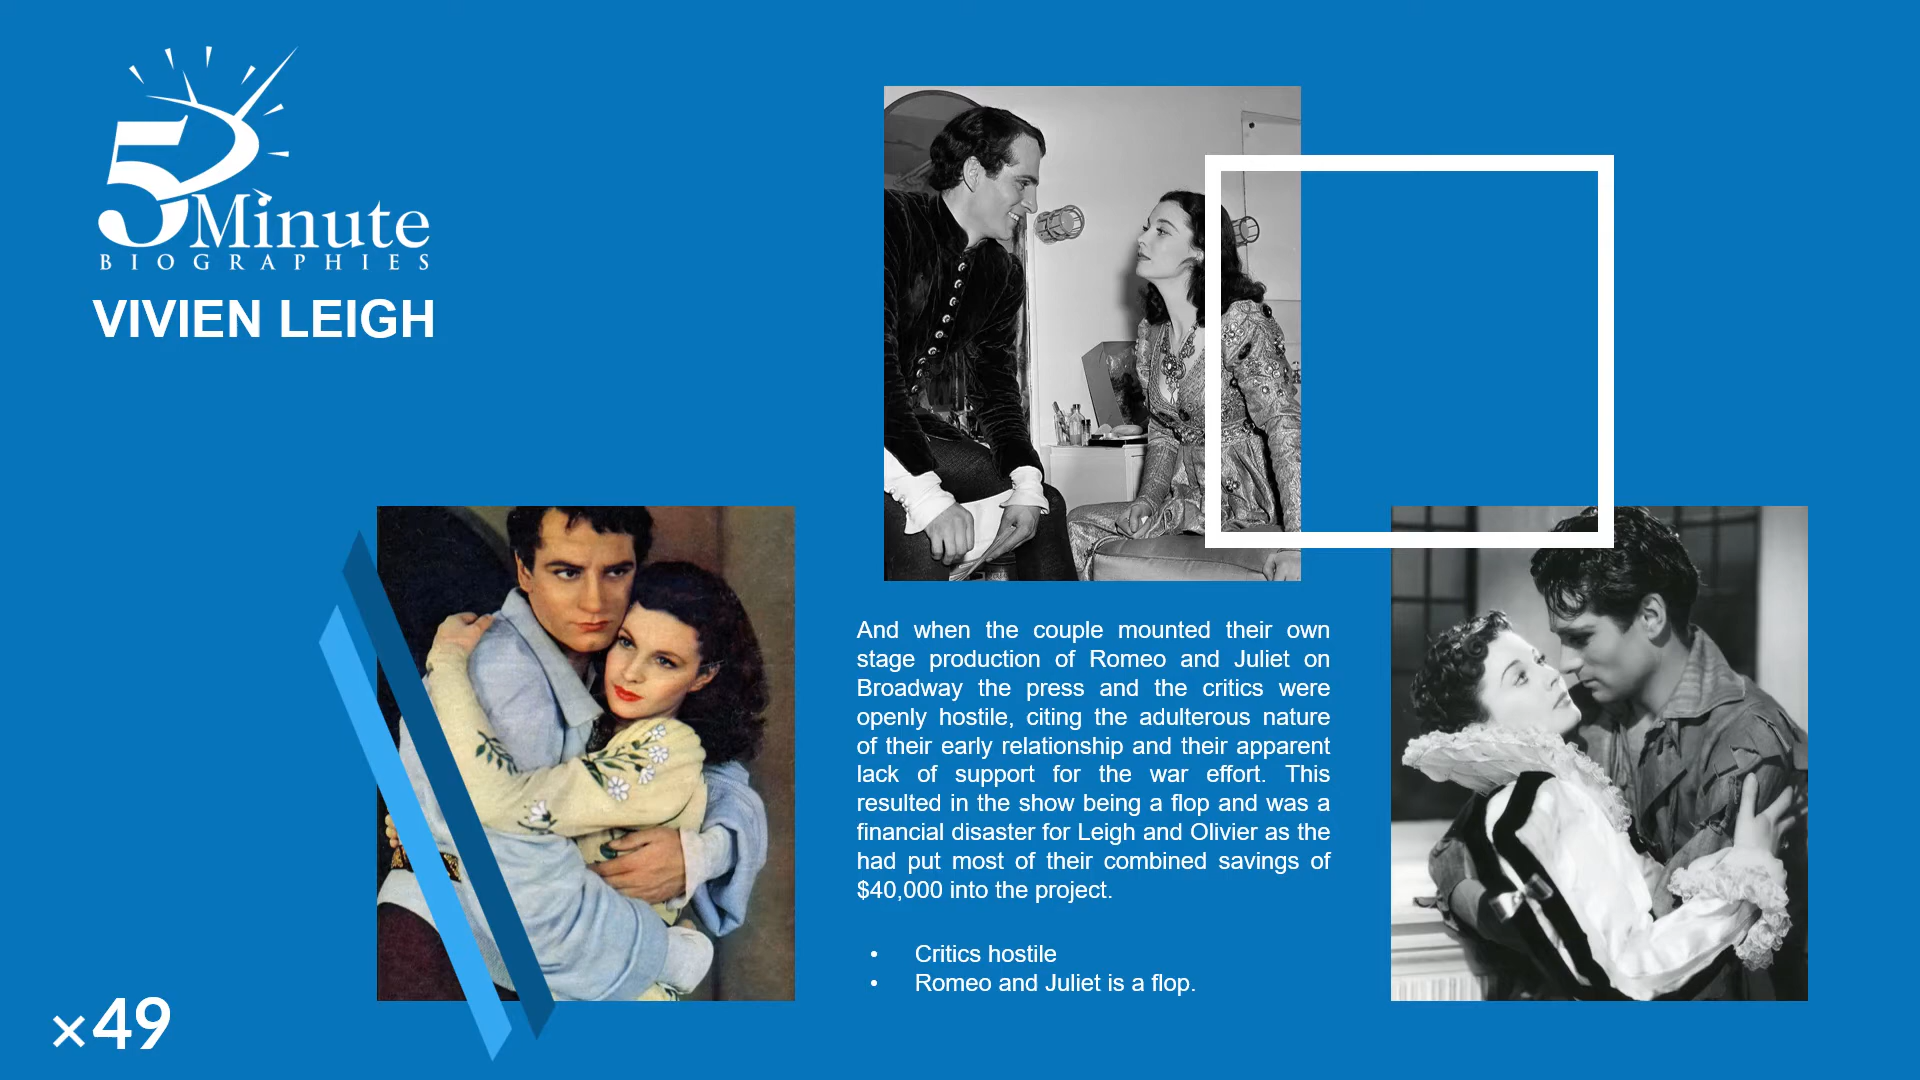 5 Minute
BIOGRAPHIES
VIVIEN LEIGH
And when the couple mounted their own
stage production of Romeo and Juliet on
Broadway the press and the critics were
openly hostile, citing the adulterous nature
of their early relationship and their apparent
lack of support for the war effort. This
resulted in the show being a flop and was a
financial disaster for Leigh and Olivier as the
had put most of their combined savings of
$40,000 into the project.
• Critics hostile
• Romeo and Juliet is a flop.
×49